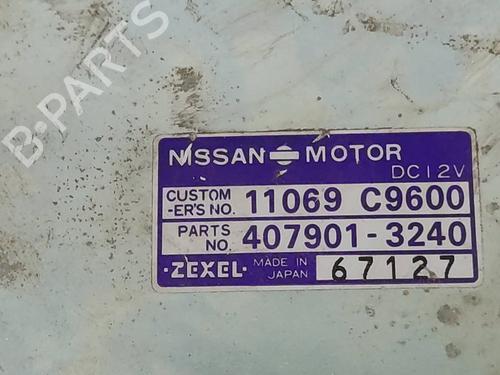 B-PARTS
NISSAN MOTOR
DC12V
CUSTOM
-ER'S NO. 11069 C9600
PARTS
NO. 407901-3240
·ZEXEL· MADE IN
JAPAN 67127